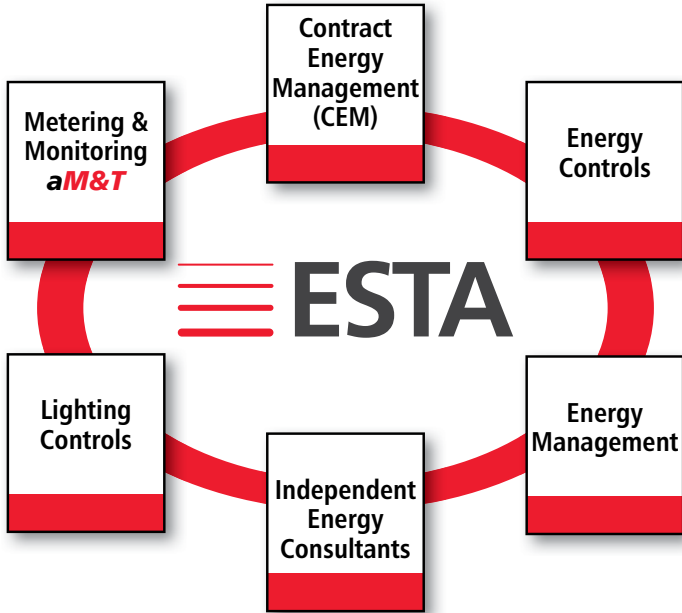 Contract
Energy
Management
(CEM)
Metering &
Monitoring
aM&T
Energy
Controls
ESTA
Lighting
Controls
Energy
Management
Independent
Energy
Consultants